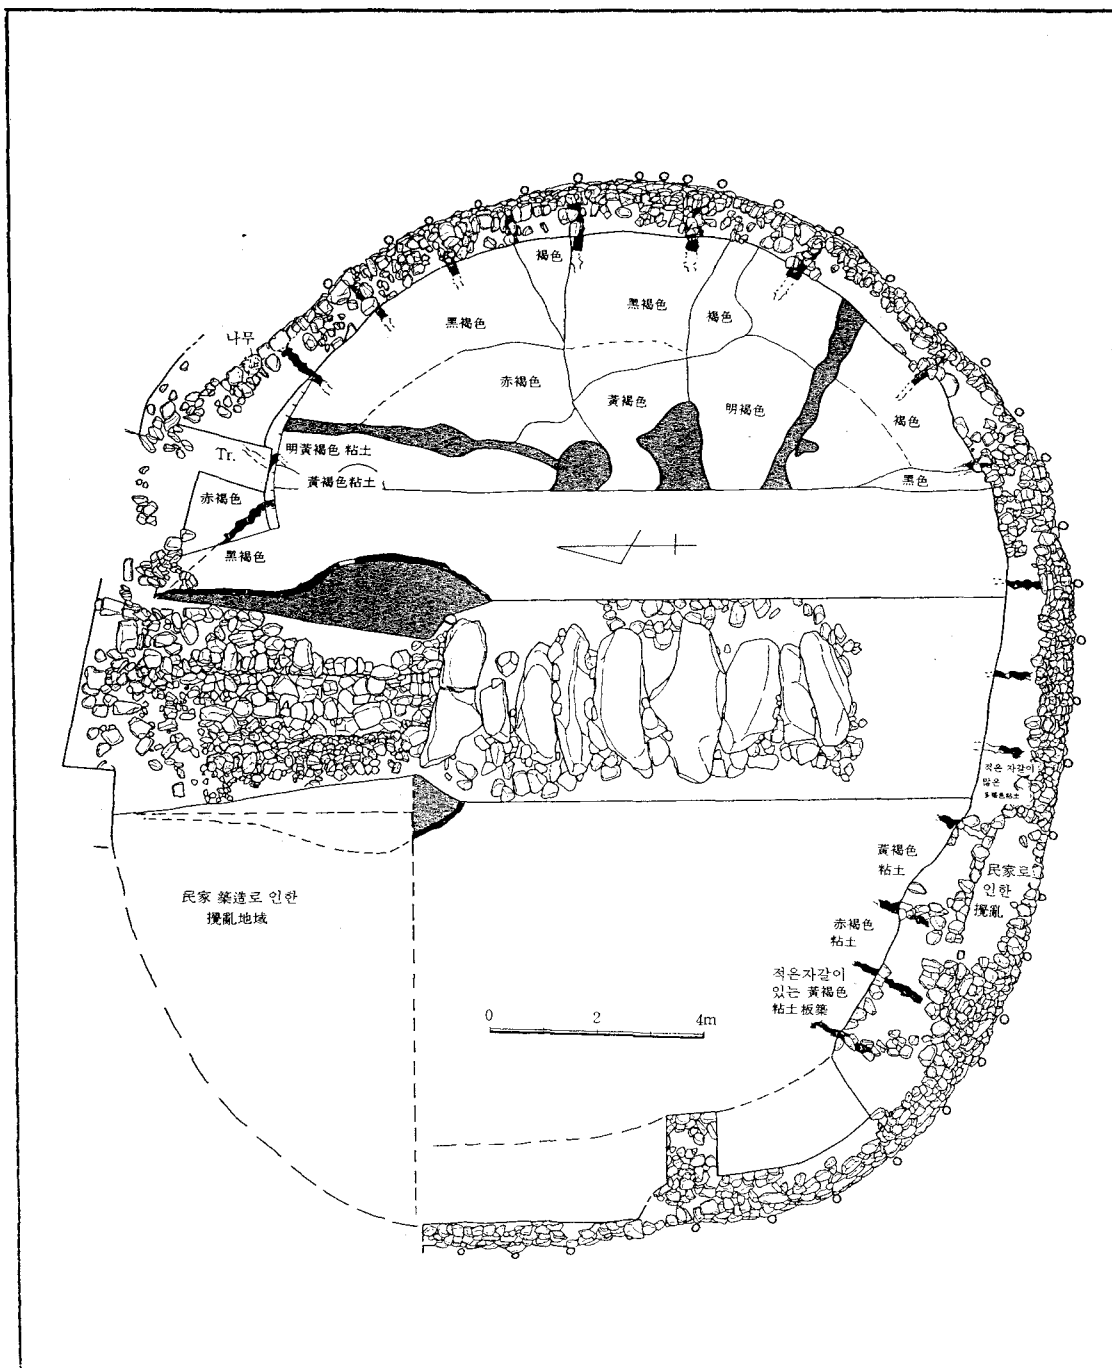 褐色
黑褐色
褐色
黑褐色
나무
赤褐色
黃褐色
明褐色
褐色
明黃褐色 粘土
Tr.
黃褐色粘土
黑色
赤褐色
黑褐色
적은 자갈이
많은
黃褐色
粘土
民家로
인한
攪亂
民家 築造로 인한
攪亂地域
赤褐色
粘土
적은자갈이
있는 黃褐色
粘土板築
0 2 4m